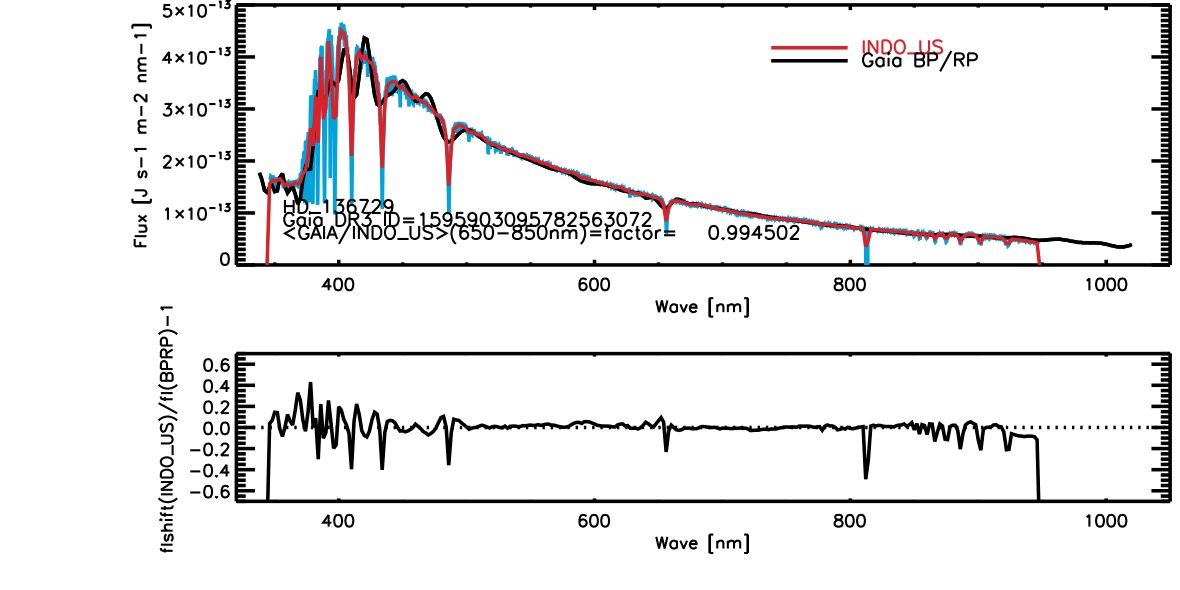 5×10−13
4×10−13
3×10−13
2×10−13
1×10−13
0
Flux [J s−1 m−2 nm−1]
INDO_US
Gaia BP/RP
HD_136729
Gaia DR3_ID=1595903095782563072
<GAIA/INDO_US>(650−850nm)=factor= 0.994502
400 600 800 1000
Wave [nm]
flshift(INDO_US)/fl(BPRP)−1
0.6
0.4
0.2
0.0
−0.2
−0.4
−0.6
400 600 800 1000
Wave [nm]